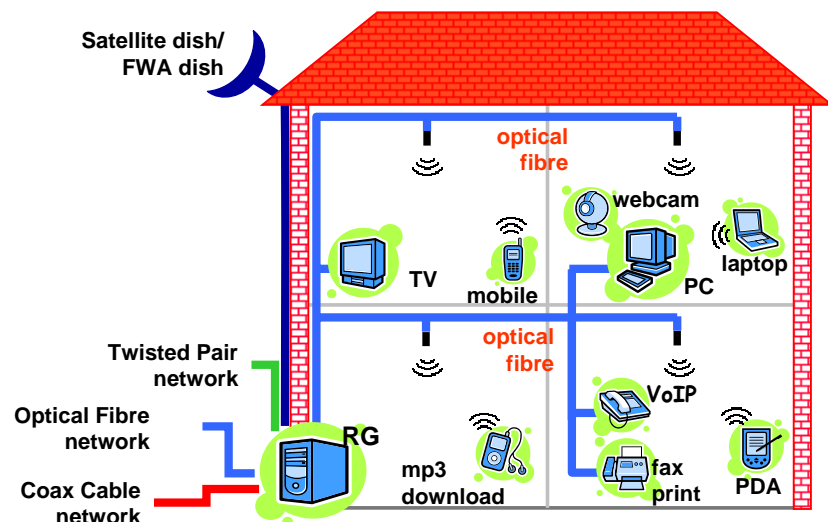 Satellite dish/
FWA dish
optical
fibre
webcam
TV
mobile
PC
laptop
optical
fibre
Twisted Pair
network
Optical Fibre
network
Coax Cable
network
RG
mp3
download
VoIP
fax
print
PDA